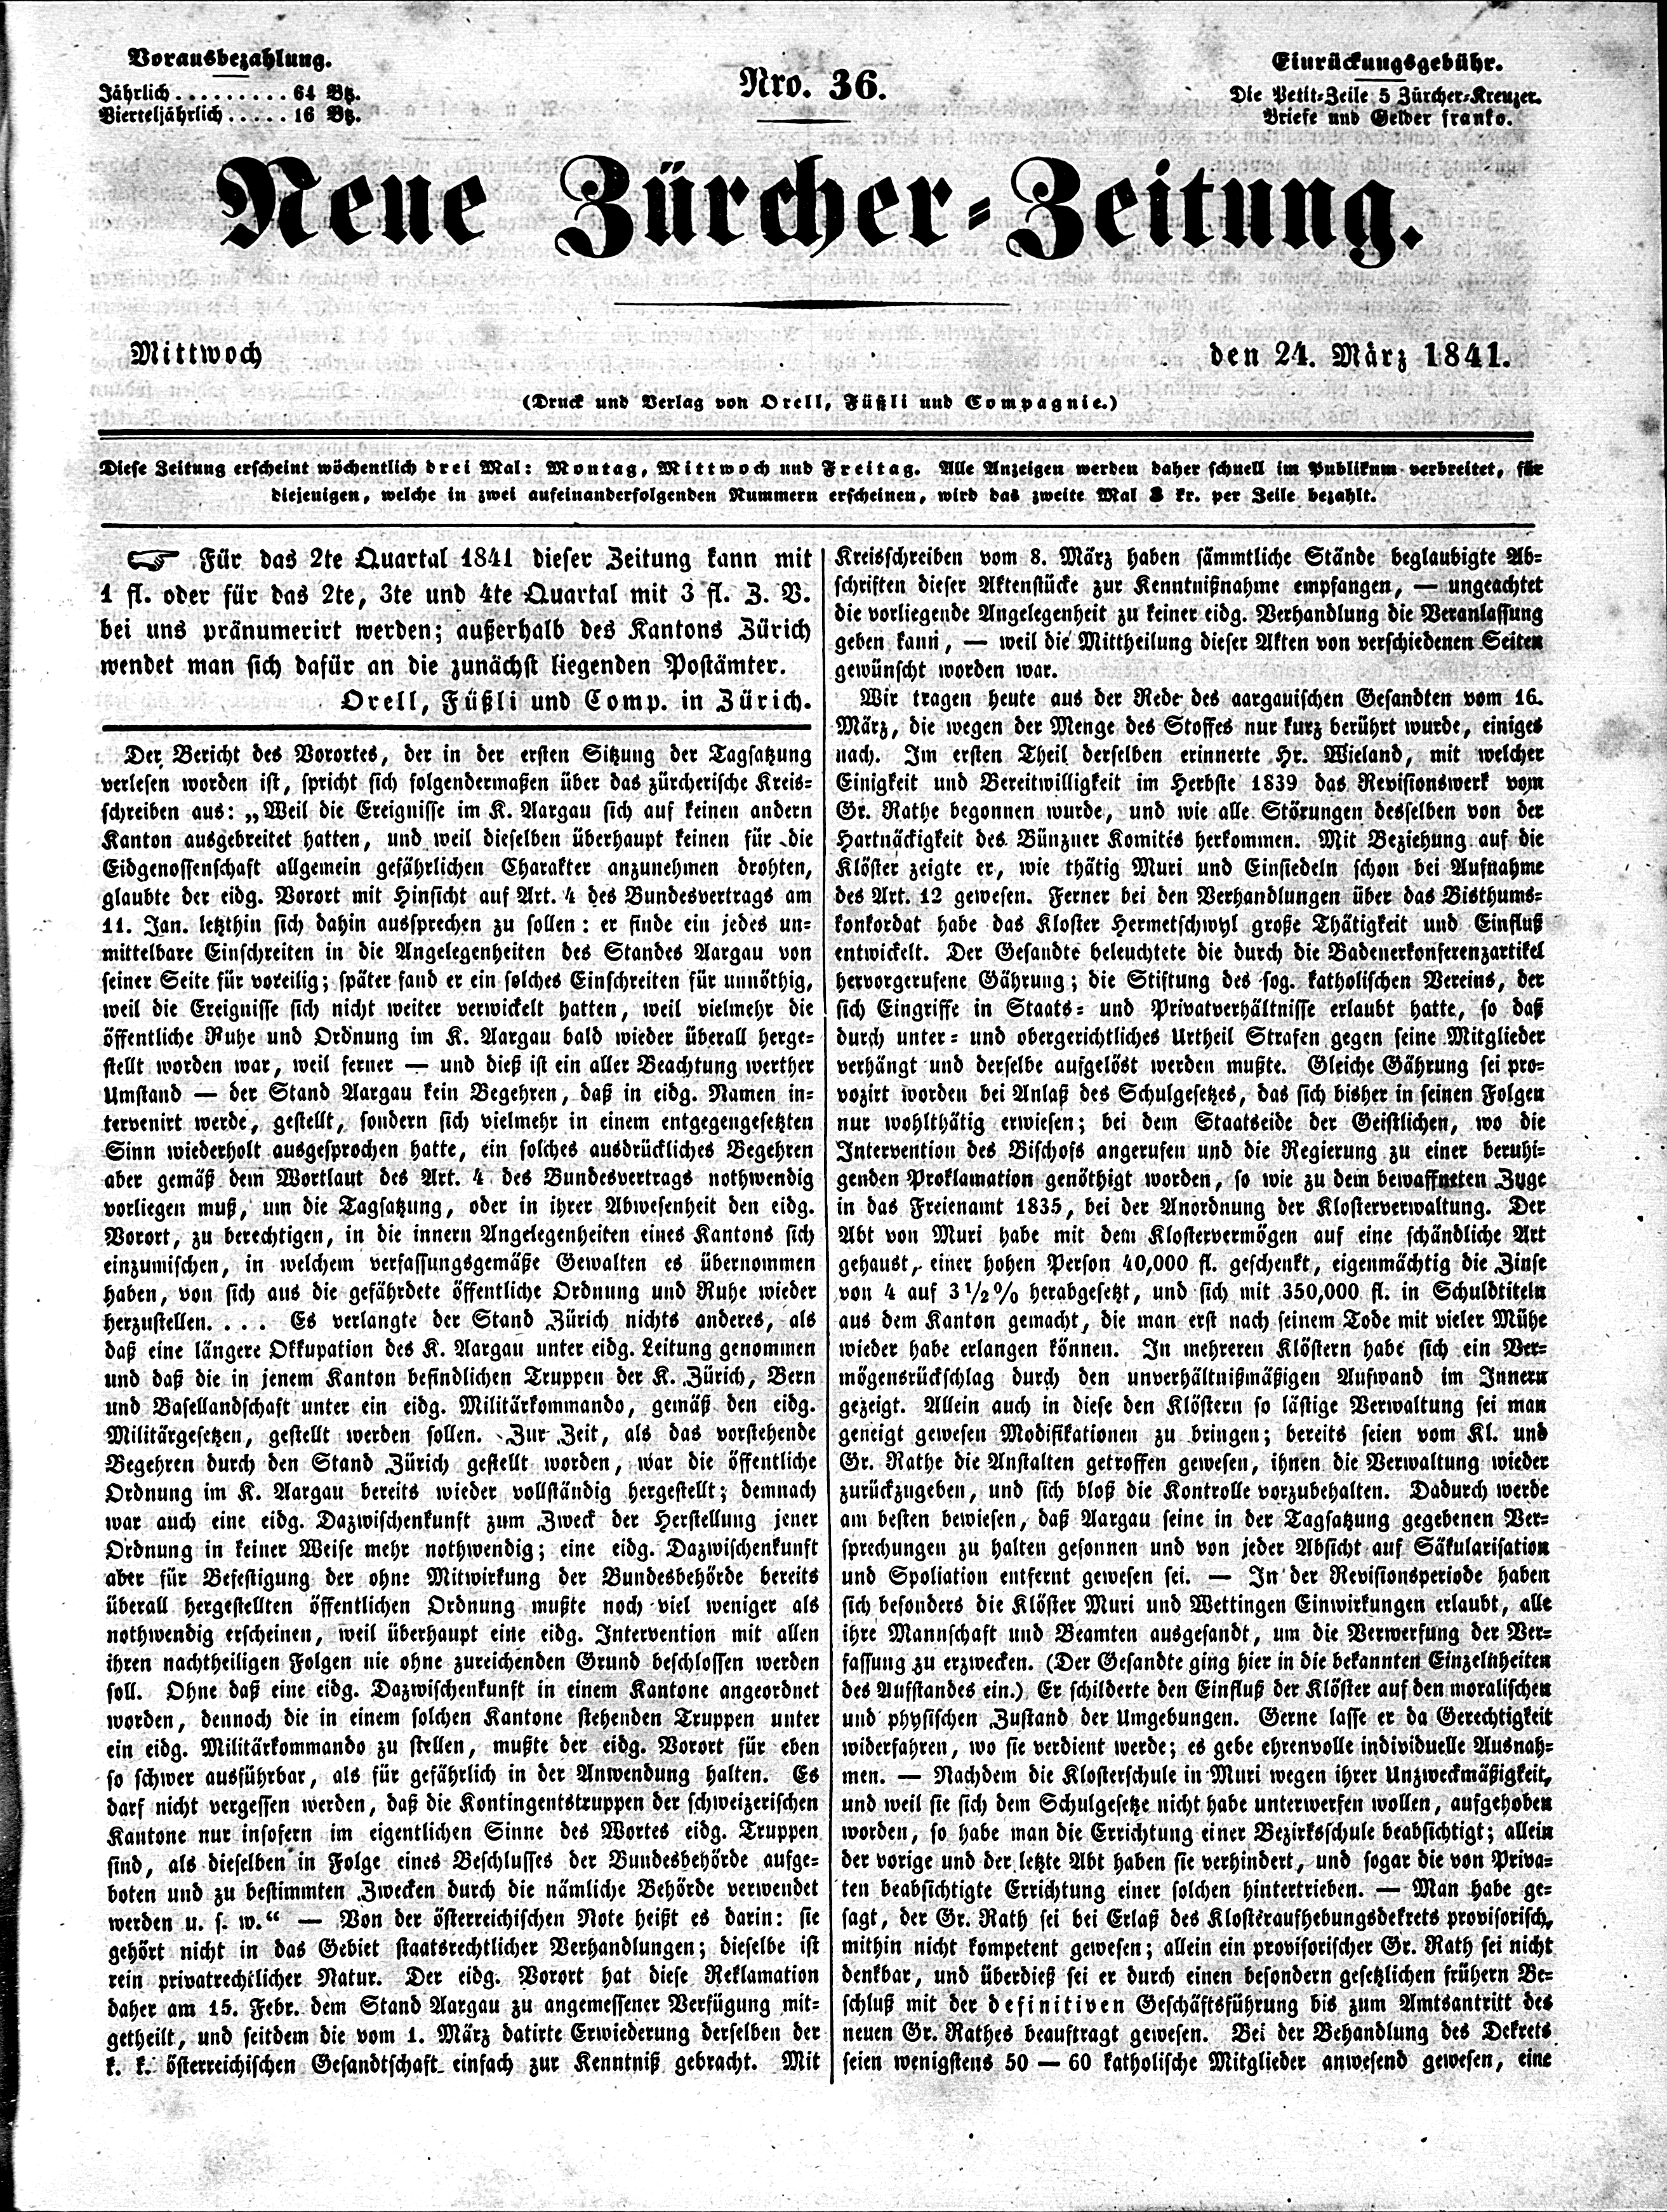 Vorausbezahlung.
Jährlich . . . . . . . . . 64 Btz.
Vierteljährlich . . . . . 16 Btz.
Nro. 36.
Einrückungsgebühr.
Die Petit-Zeile 5 Zürcher-Kreuzer.
Briefe und Gelder franko.
Neue Zürcher-Zeitung.
Mittwoch
den 24. März 1841.
(Druck und Verlag von Orell, Füßli und Compagnie.)
Diese Zeitung erscheint wöchentlich drei Mal: Montag, Mittwoch und Freitag. Alle Anzeigen werden daher schnell im Publikum verbreitet, für
diejenigen, welche in zwei aufeinanderfolgenden Nummern erscheinen, wird das zweite Mal 3 kr. per Zeile bezahlt.
☞ Für das 2te Quartal 1841 dieser Zeitung kann mit
1 fl. oder für das 2te, 3te und 4te Quartal mit 3 fl. Z. V.
bei uns pränumerirt werden; außerhalb des Kantons Zürich
wendet man sich dafür an die zunächst liegenden Postämter.
Orell, Füßli und Comp. in Zürich.
Der Bericht des Vorortes, der in der ersten Sitzung der Tagsatzung
verlesen worden ist, spricht sich folgendermaßen über das zürcherische Kreis-
schreiben aus: „Weil die Ereignisse im K. Aargau sich auf keinen andern
Kanton ausgebreitet hatten, und weil dieselben überhaupt keinen für die
Eidgenossenschaft allgemein gefährlichen Charakter anzunehmen drohten,
glaubte der eidg. Vorort mit Hinsicht auf Art. 4 des Bundesvertrags am
11. Jan. letzthin sich dahin aussprechen zu sollen: er finde ein jedes un-
mittelbare Einschreiten in die Angelegenheiten des Standes Aargau von
seiner Seite für voreilig; später fand er ein solches Einschreiten für unnöthig,
weil die Ereignisse sich nicht weiter verwickelt hatten, weil vielmehr die
öffentliche Ruhe und Ordnung im K. Aargau bald wieder überall herge-
stellt worden war, weil ferner — und dieß ist ein aller Beachtung werther
Umstand — der Stand Aargau kein Begehren, daß in eidg. Namen in-
tervenirt werde, gestellt, sondern sich vielmehr in einem entgegengesetzten
Sinn wiederholt ausgesprochen hatte, ein solches ausdrückliches Begehren
aber gemäß dem Wortlaut des Art. 4 des Bundesvertrags nothwendig
vorliegen muß, um die Tagsatzung, oder in ihrer Abwesenheit den eidg.
Vorort, zu berechtigen, in die innern Angelegenheiten eines Kantons sich
einzumischen, in welchem verfassungsgemäße Gewalten es übernommen
haben, von sich aus die gefährdete öffentliche Ordnung und Ruhe wieder
herzustellen. . . . Es verlangte der Stand Zürich nichts anderes, als
daß eine längere Okkupation des K. Aargau unter eidg. Leitung genommen
und daß die in jenem Kanton befindlichen Truppen der K. Zürich, Bern
und Basellandschaft unter ein eidg. Militärkommando, gemäß den eidg.
Militärgesetzen, gestellt werden sollen. Zur Zeit, als das vorstehende
Begehren durch den Stand Zürich gestellt worden, war die öffentliche
Ordnung im K. Aargau bereits wieder vollständig hergestellt; demnach
war auch eine eidg. Dazwischenkunft zum Zweck der Herstellung jener
Ordnung in keiner Weise mehr nothwendig; eine eidg. Dazwischenkunft
aber für Befestigung der ohne Mitwirkung der Bundesbehörde bereits
überall hergestellten öffentlichen Ordnung mußte noch viel weniger als
nothwendig erscheinen, weil überhaupt eine eidg. Intervention mit allen
ihren nachtheiligen Folgen nie ohne zureichenden Grund beschlossen werden
soll. Ohne daß eine eidg. Dazwischenkunft in einem Kantone angeordnet
worden, dennoch die in einem solchen Kantone stehenden Truppen unter
ein eidg. Militärkommando zu stellen, mußte der eidg. Vorort für eben
so schwer ausführbar, als für gefährlich in der Anwendung halten. Es
darf nicht vergessen werden, daß die Kontingentstruppen der schweizerischen
Kantone nur insofern im eigentlichen Sinne des Wortes eidg. Truppen
sind, als dieselben in Folge eines Beschlusses der Bundesbehörde aufge-
boten und zu bestimmten Zwecken durch die nämliche Behörde verwendet
werden u. s. w.“ — Von der österreichischen Note heißt es darin: sie
gehört nicht in das Gebiet staatsrechtlicher Verhandlungen; dieselbe ist
rein privatrechtlicher Natur. Der eidg. Vorort hat diese Reklamation
daher am 15. Febr. dem Stand Aargau zu angemessener Verfügung mit-
getheilt, und seitdem die vom 1. März datirte Erwiederung derselben der
k. k. österreichischen Gesandtschaft einfach zur Kenntniß gebracht. Mit
Kreisschreiben vom 8. März haben sämmtliche Stände beglaubigte Ab-
schriften dieser Aktenstücke zur Kenntnißnahme empfangen, — ungeachtet
die vorliegende Angelegenheit zu keiner eidg. Verhandlung die Veranlassung
geben kann, — weil die Mittheilung dieser Akten von verschiedenen Seiten
gewünscht worden war.
Wir tragen heute aus der Rede des aargauischen Gesandten vom 16.
März, die wegen der Menge des Stoffes nur kurz berührt wurde, einiges
nach. Im ersten Theil derselben erinnerte Hr. Wieland, mit welcher
Einigkeit und Bereitwilligkeit im Herbste 1839 das Revisionswerk vom
Gr. Rathe begonnen wurde, und wie alle Störungen desselben von der
Hartnäckigkeit des Bünzner Komités herkommen. Mit Beziehung auf die
Klöster zeigte er, wie thätig Muri und Einsiedeln schon bei Aufnahme
des Art. 12 gewesen. Ferner bei den Verhandlungen über das Bisthums-
konkordat habe das Kloster Hermetschwyl große Thätigkeit und Einfluß
entwickelt. Der Gesandte beleuchtete die durch die Badenerkonferenzartikel
hervorgerufene Gährung; die Stiftung des sog. katholischen Vereins, der
sich Eingriffe in Staats- und Privatverhältnisse erlaubt hatte, so daß
durch unter- und obergerichtliches Urtheil Strafen gegen seine Mitglieder
verhängt und derselbe aufgelöst werden mußte. Gleiche Gährung sei pro-
vozirt worden bei Anlaß des Schulgesetzes, das sich bisher in seinen Folgen
nur wohlthätig erwiesen; bei dem Staatseide der Geistlichen, wo die
Intervention des Bischofs angerufen und die Regierung zu einer beruhi-
genden Proklamation genöthigt worden, so wie zu dem bewaffneten Zuge
in das Freienamt 1835, bei der Anordnung der Klosterverwaltung. Der
Abt von Muri habe mit dem Klostervermögen auf eine schändliche Art
gehaust, einer hohen Person 40,000 fl. geschenkt, eigenmächtig die Zinse
von 4 auf 3 1/2 % herabgesetzt, und sich mit 350,000 fl. in Schuldtiteln
aus dem Kanton gemacht, die man erst nach seinem Tode mit vieler Mühe
wieder habe erlangen können. In mehreren Klöstern habe sich ein Ver-
mögensrückschlag durch den unverhältnißmäßigen Aufwand im Innern
gezeigt. Allein auch in diese den Klöstern so lästige Verwaltung sei man
geneigt gewesen Modifikationen zu bringen; bereits seien vom Kl. und
Gr. Rathe die Anstalten getroffen gewesen, ihnen die Verwaltung wieder
zurückzugeben, und sich bloß die Kontrolle vorzubehalten. Dadurch werde
am besten bewiesen, daß Aargau seine in der Tagsatzung gegebenen Ver-
sprechungen zu halten gesonnen und von jeder Absicht auf Säkularisation
und Spoliation entfernt gewesen sei. — In der Revisionsperiode haben
sich besonders die Klöster Muri und Wettingen Einwirkungen erlaubt, alle
ihre Mannschaft und Beamten ausgesandt, um die Verwerfung der Ver-
fassung zu erzwecken. (Der Gesandte ging hier in die bekannten Einzelnheiten
des Aufstandes ein.) Er schilderte den Einfluß der Klöster auf den moralischen
und physischen Zustand der Umgebungen. Gerne lasse er da Gerechtigkeit
widerfahren, wo sie verdient werde; es gebe ehrenvolle individuelle Ausnah-
men. — Nachdem die Klosterschule in Muri wegen ihrer Unzweckmäßigkeit,
und weil sie sich dem Schulgesetze nicht habe unterwerfen wollen, aufgehoben
worden, so habe man die Errichtung einer Bezirksschule beabsichtigt; allein
der vorige und der letzte Abt haben sie verhindert, und sogar die von Priva-
ten beabsichtigte Errichtung einer solchen hintertrieben. — Man habe ge-
sagt, der Gr. Rath sei bei Erlaß des Klosteraufhebungsdekrets provisorisch,
mithin nicht kompetent gewesen; allein ein provisorischer Gr. Rath sei nicht
denkbar, und überdieß sei er durch einen besondern gesetzlichen frühern Be-
schluß mit der definitiven Geschäftsführung bis zum Amtsantritt des
neuen Gr. Rathes beauftragt gewesen. Bei der Behandlung des Dekrets
seien wenigstens 50 — 60 katholische Mitglieder anwesend gewesen, eine